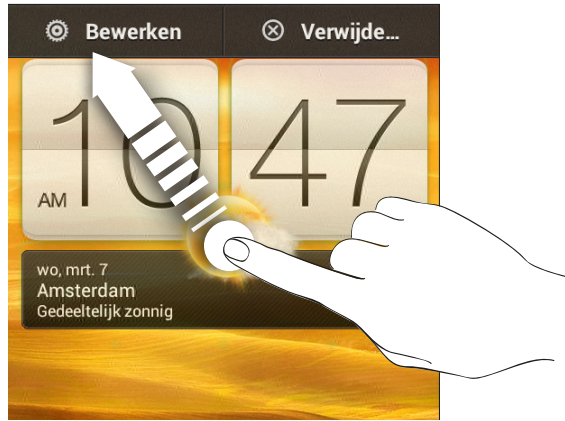 Bewerken
Verwijde...
10 47
AM
wo, mrt. 7
Amsterdam
Gedeeltelijk zonnig